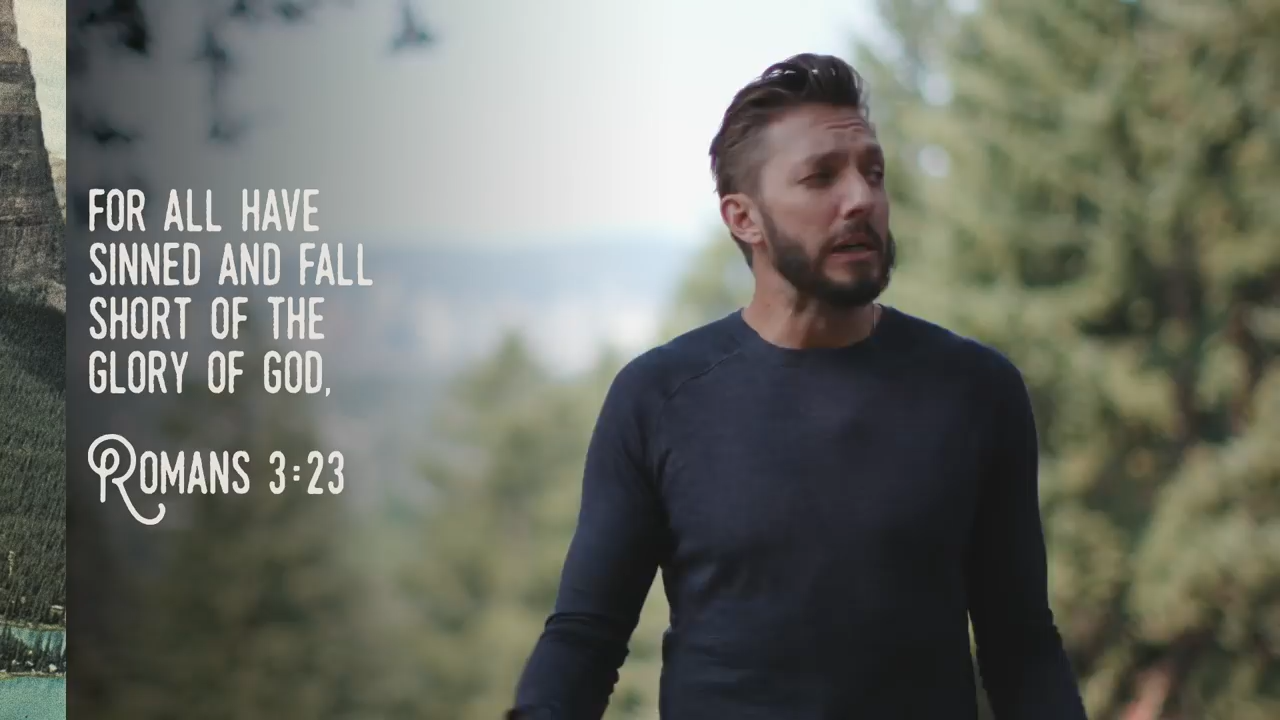 FOR ALL HAVE
SINNED AND FALL
SHORT OF THE
GLORY OF GOD,
ROMANS 3:23